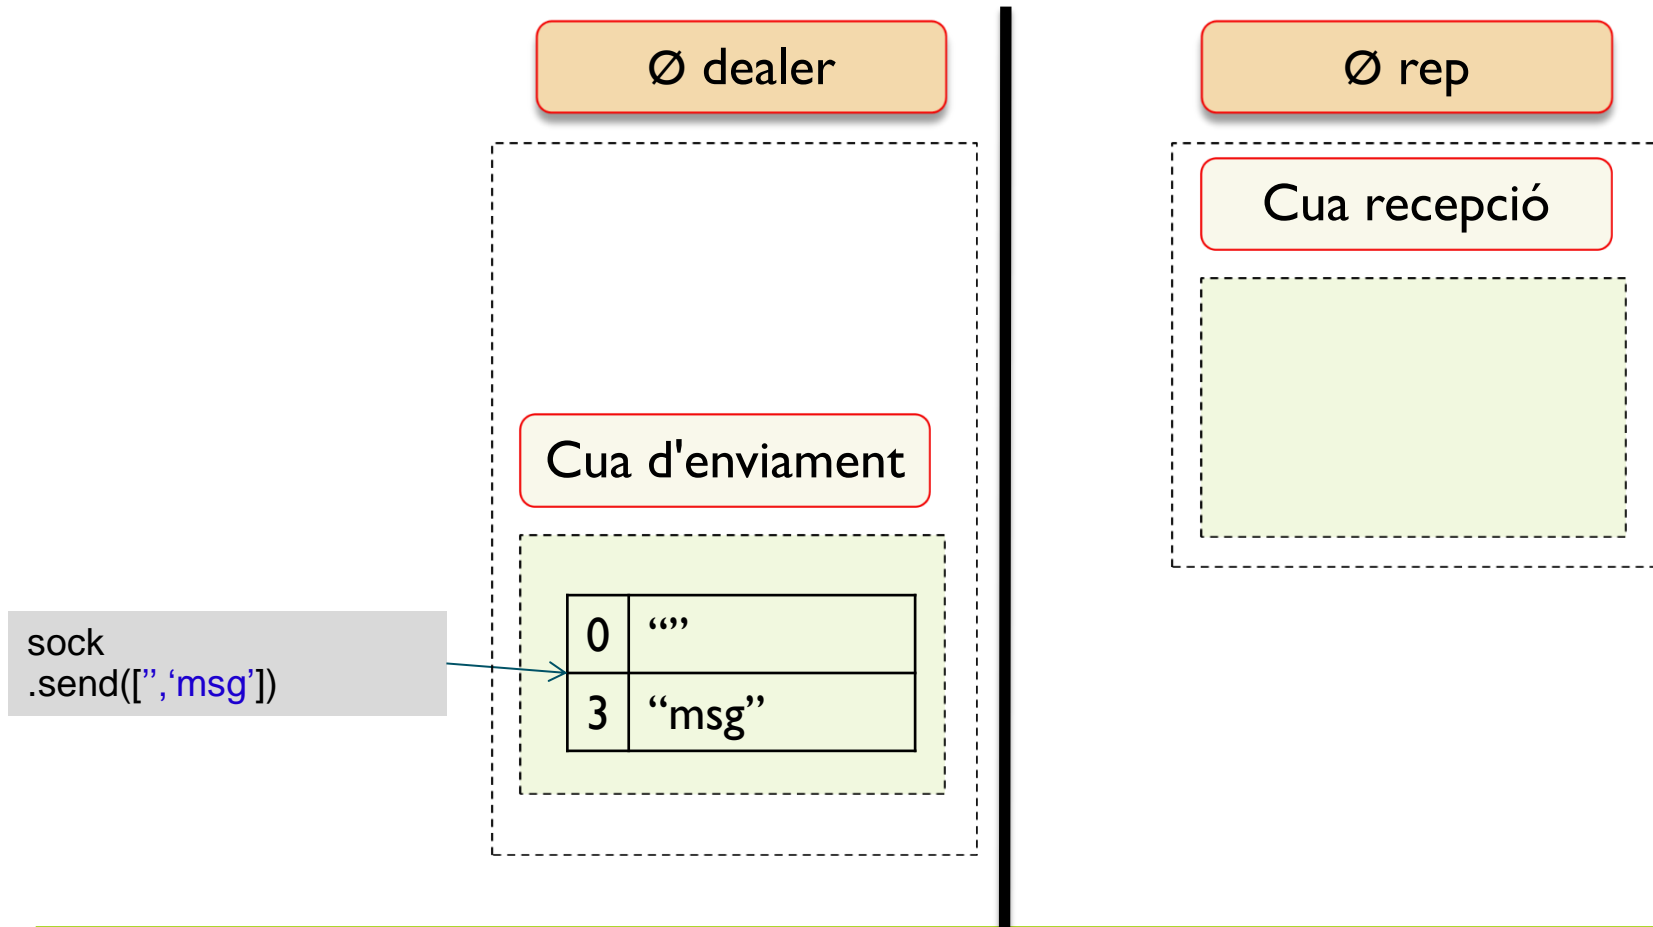 Ø dealer
Ø rep
Cua recepció
Cua d'enviament
0 “”
3 “msg”
sock
.send([’’,‘msg’])